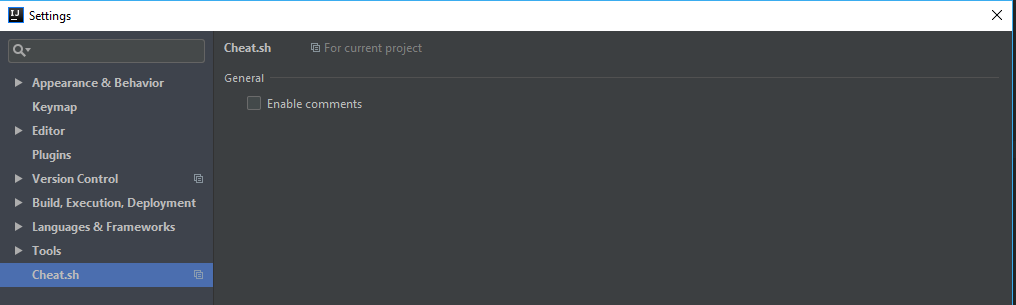 IJ Settings
Cheat.sh For current project
General
Enable comments
Appearance & Behavior
Keymap
Editor
Plugins
Version Control
Build, Execution, Deployment
Languages & Frameworks
Tools
Cheat.sh